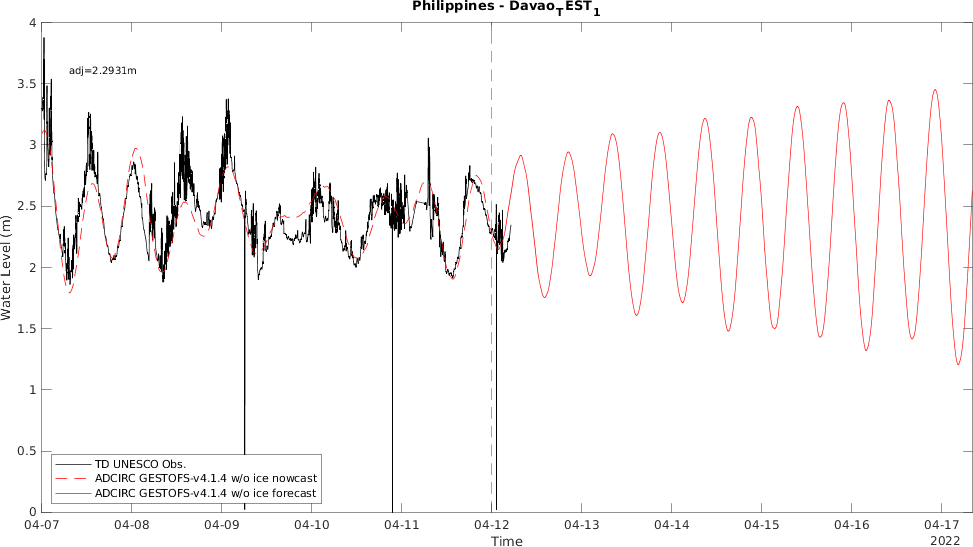 Philippines - Davao_TEST_1
adj=2.2931m
Water Level (m)
4
3.5
3
2.5
2
1.5
1
0.5
0
TD UNESCO Obs.
ADCIRC GESTOFS-v4.1.4 w/o ice nowcast
ADCIRC GESTOFS-v4.1.4 w/o ice forecast
04-07 04-08 04-09 04-10 04-11 04-12 04-13 04-14 04-15 04-16 04-17
Time
2022